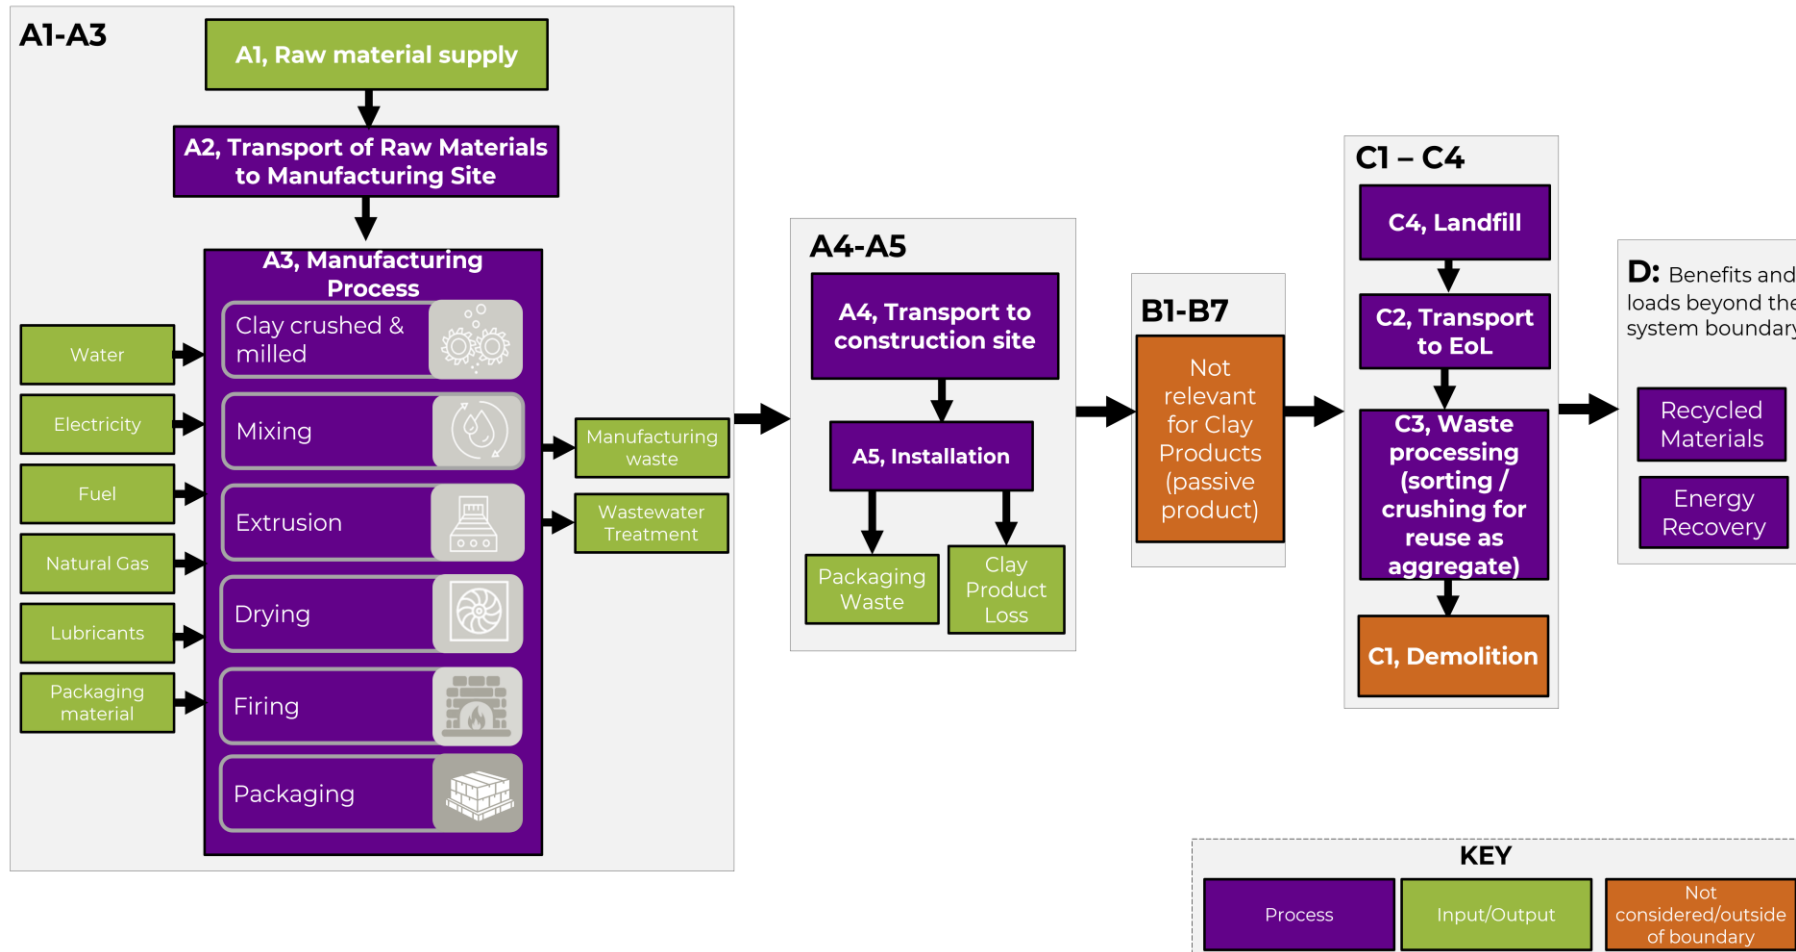 A1-A3
A1, Raw material supply
A2, Transport of Raw Materials
to Manufacturing Site
A3, Manufacturing
Process
Clay crushed &
milled
Mixing
Extrusion
Drying
Firing
Packaging
Water
Electricity
Fuel
Natural Gas
Lubricants
Packaging
material
Manufacturing
waste
Wastewater
Treatment
A4-A5
A4, Transport to
construction site
A5, Installation
Packaging
Waste
Clay
Product
Loss
B1-B7
Not
relevant
for Clay
Products
(passive
product)
C1 – C4
C4, Landfill
C2, Transport
to EoL
C3, Waste
processing
(sorting /
crushing for
reuse as
aggregate)
C1, Demolition
D: Benefits and
loads beyond the
system boundary
Recycled
Materials
Energy
Recovery
KEY
Process
Input/Output
Not
considered/outside
of boundary